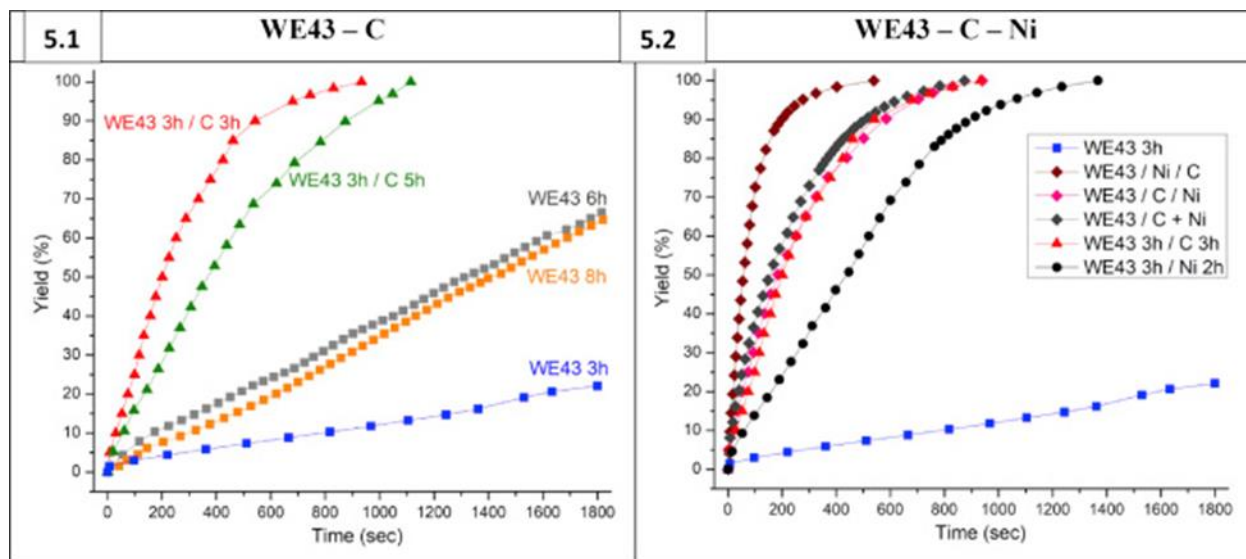 5.1
WE43 – C
100
90
80
70
60
50
40
30
20
10
0
Yield (%)
WE43 3h / C 3h
WE43 3h / C 5h
WE43 6h
WE43 8h
WE43 3h
0 200 400 600 800 1000 1200 1400 1600 1800
Time (sec)
5.2
WE43 – C – Ni
100
90
80
70
60
50
40
30
20
10
0
Yield (%)
WE43 3h
WE43 / Ni / C
WE43 / C / Ni
WE43 / C + Ni
WE43 3h / C 3h
WE43 3h / Ni 2h
0 200 400 600 800 1000 1200 1400 1600 1800
Time (sec)